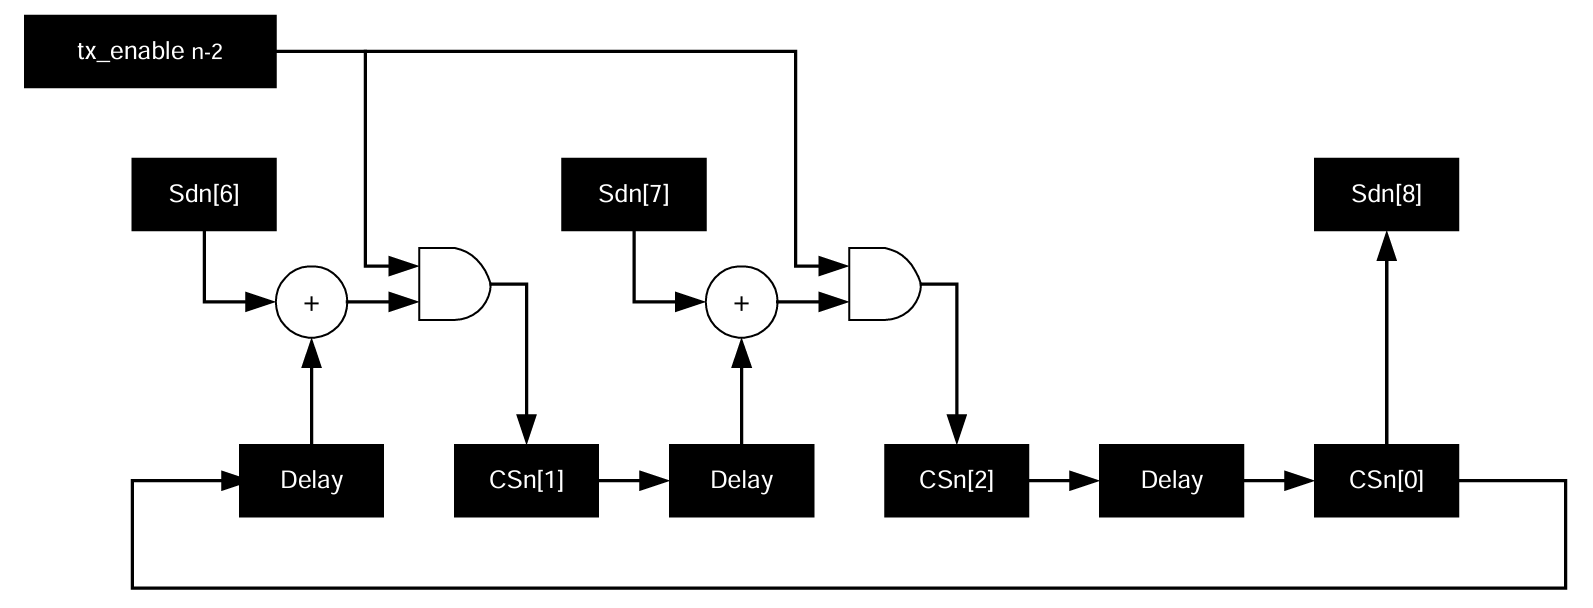 tx_enable n-2
Sdn[6]
Sdn[7]
Sdn[8]
+
+
Delay
CSn[1]
Delay
CSn[2]
Delay
CSn[0]